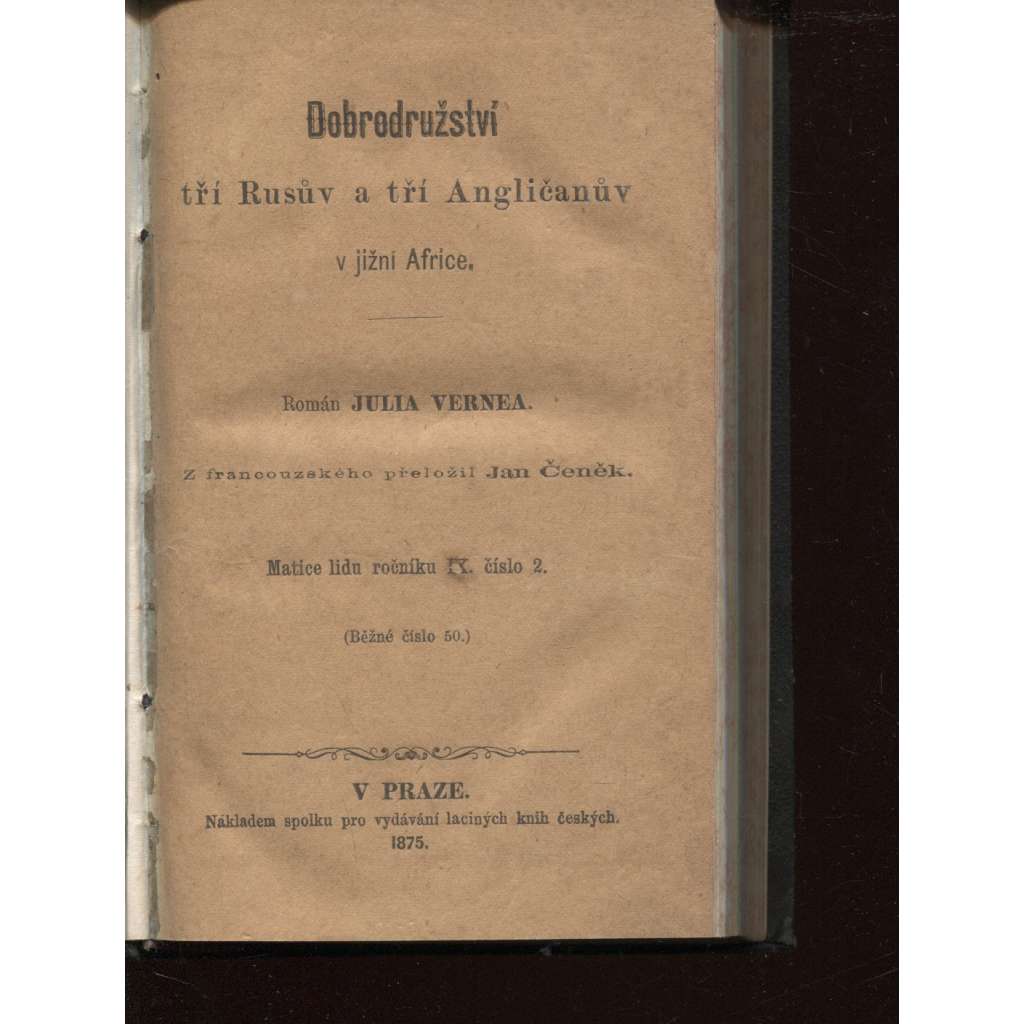 Dobrodružství
tří Rusův a tří Angličanův
v jižní Africe.
Román JULIA VERNEA.
Z francouzského přeložil Jan Čeněk.
Matice lidu ročníku IX. číslo 2.
(Běžné číslo 50.)
V PRAZE.
Nákladem spolku pro vydávání laciných knih českých.
1875.